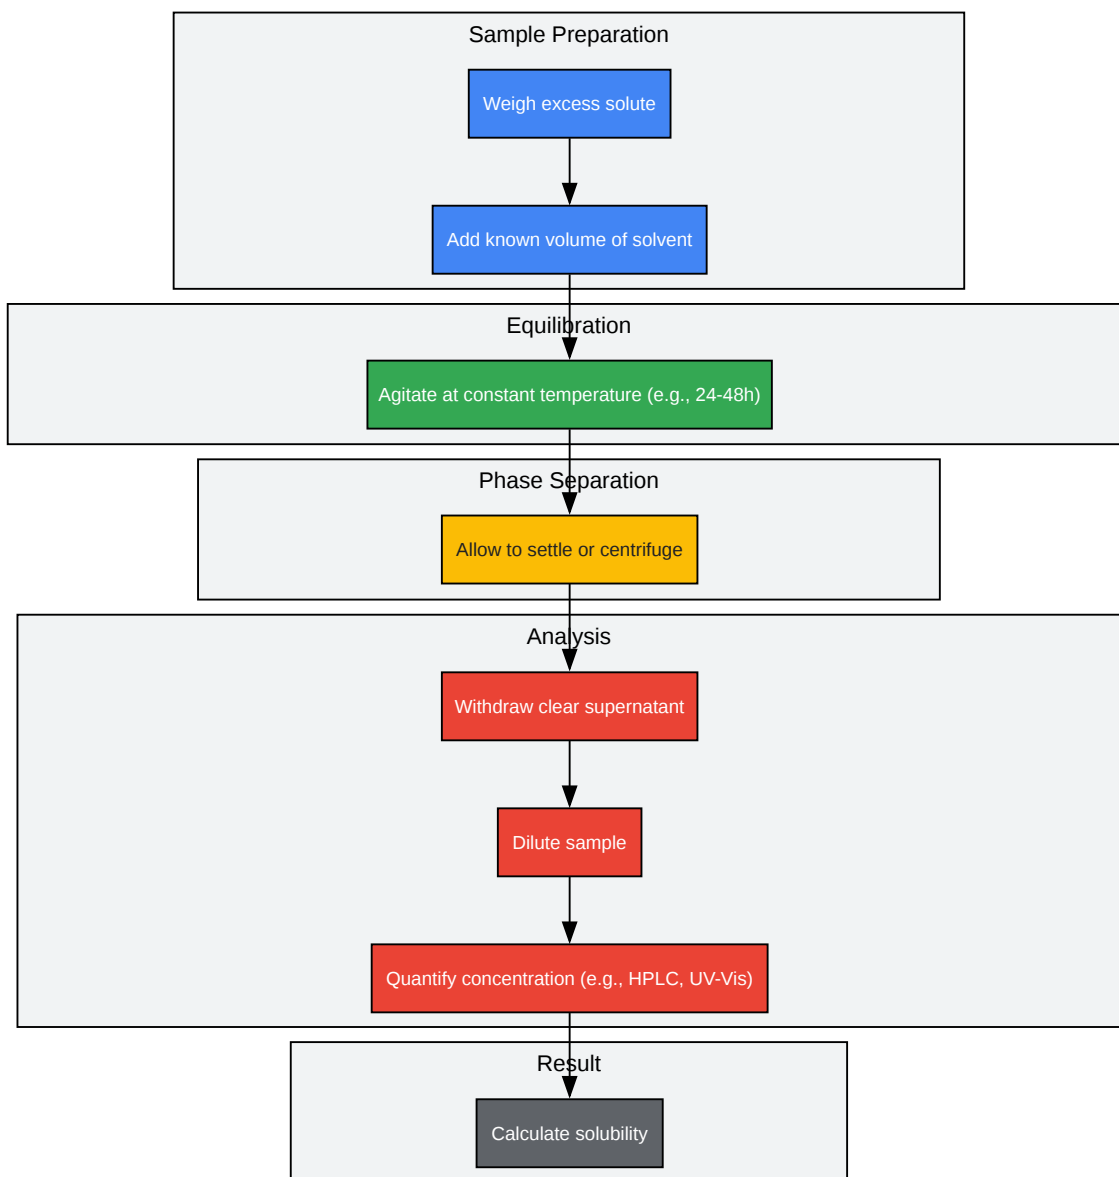 Sample Preparation
Weigh excess solute
Add known volume of solvent
Equilibration
Agitate at constant temperature (e.g., 24-48h)
Phase Separation
Allow to settle or centrifuge
Analysis
Withdraw clear supernatant
Dilute sample
Quantify concentration (e.g., HPLC, UV-Vis)
Result
Calculate solubility